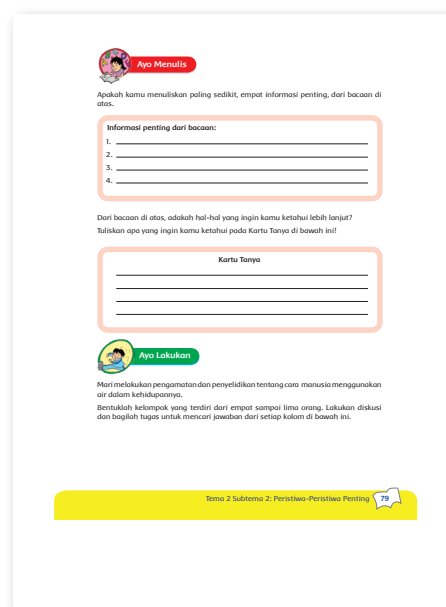 Ayo Menulis
Apakah kamu menuliskan paling sedikit, empat informasi penting, dari bacaan di
atas.
Informasi penting dari bacaan:
1.
2.
3.
4.
Dari bacaan di atas, adakah hal-hal yang ingin kamu ketahui lebih lanjut?
Tuliskan apa yang ingin kamu ketahui pada Kartu Tanya di bawah ini!
Kartu Tanya
Ayo Lakukan
Mari melakukan pengamatan dan penyelidikan tentang cara manusia menggunakan
air dalam kehidupannya.
Bentuklah kelompok yang terdiri dari empat sampai lima orang. Lakukan diskusi
dan bagilah tugas untuk mencari jawaban dari setiap kolom di bawah ini.
Tema 2 Subtema 2: Peristiwa-Peristiwa Penting
79